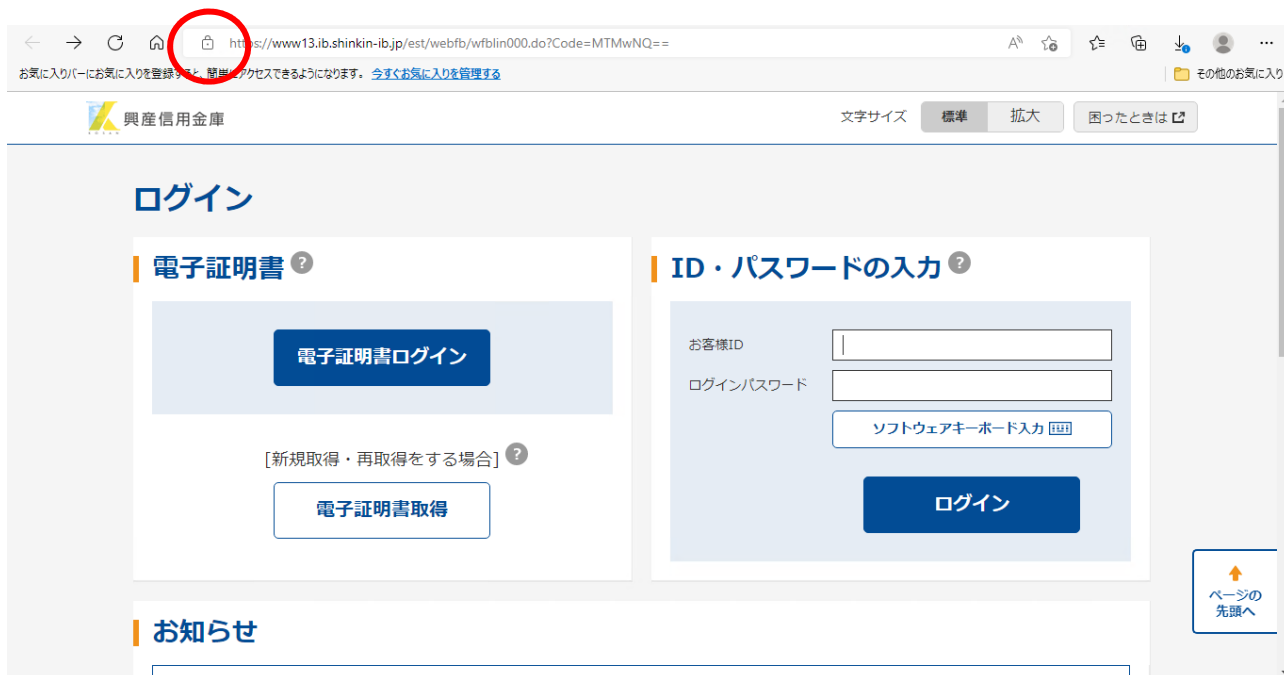 https://www13.ib.shinkin-ib.jp/est/webfb/wfblin000.do?Code=MTMwNQ==
お気に入りバーにお気に入りを登録すると、簡単にアクセスできるようになります。 今すぐお気に入りを管理する
その他のお気に入り
興産信用金庫
文字サイズ 標準 拡大 困ったときは
ログイン
電子証明書 ?
電子証明書ログイン
[新規取得・再取得をする場合] ?
電子証明書取得
ID・パスワードの入力 ?
お客様ID
ログインパスワード
ソフトウェアキーボード入力
ログイン
ページの
先頭へ
お知らせ